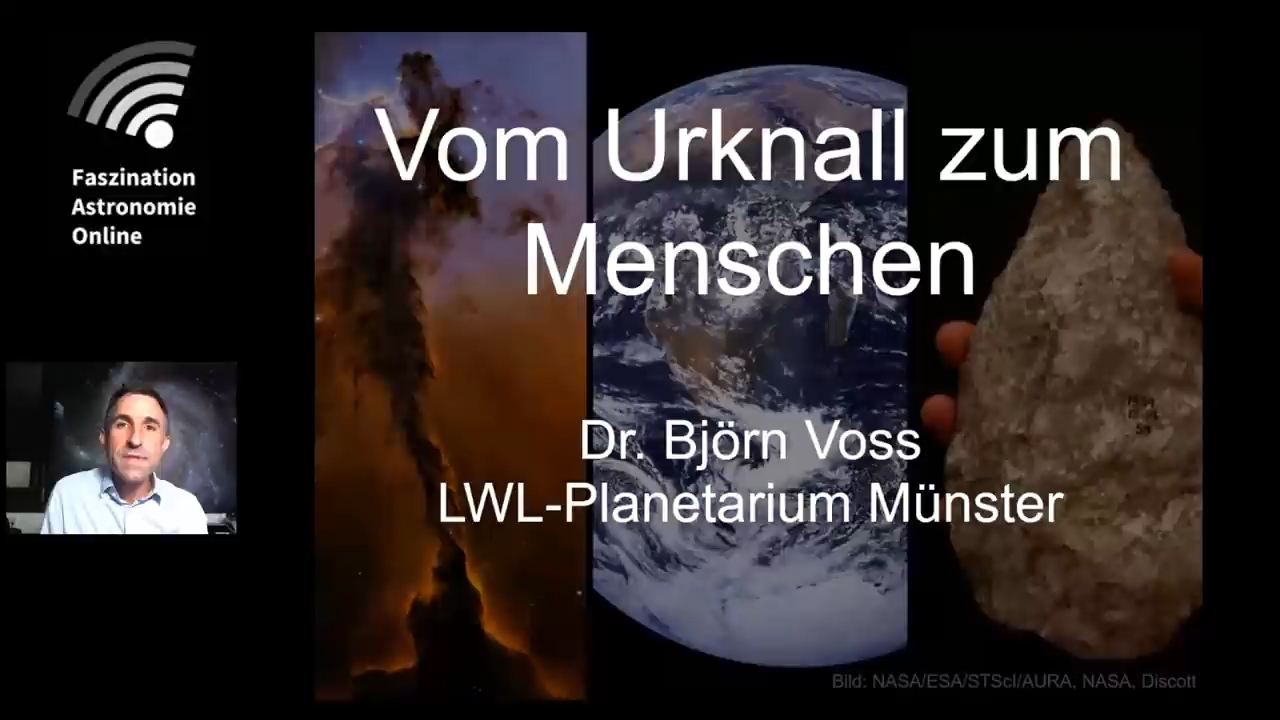 Faszination
Astronomie
Online
Vom Urknall zum
Menschen
Dr. Björn Voss
LWL-Planetarium Münster
Bild: NASA/ESA/STScI/AURA, NASA, Discott